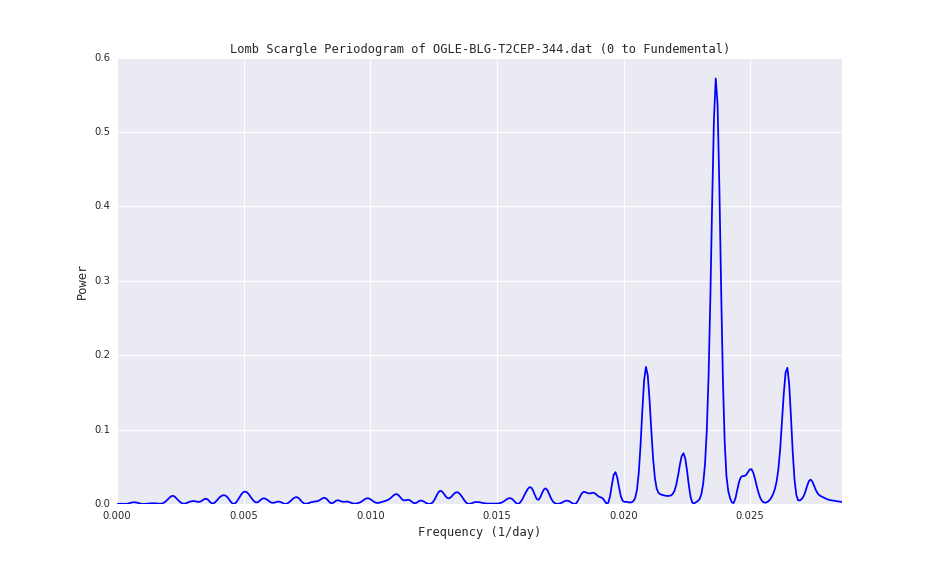 Lomb Scargle Periodogram of OGLE-BLG-T2CEP-344.dat (0 to Fundemental)
0.6
0.5
0.4
0.3
0.2
0.1
0.0
Power
0.000 0.005 0.010 0.015 0.020 0.025
Frequency (1/day)